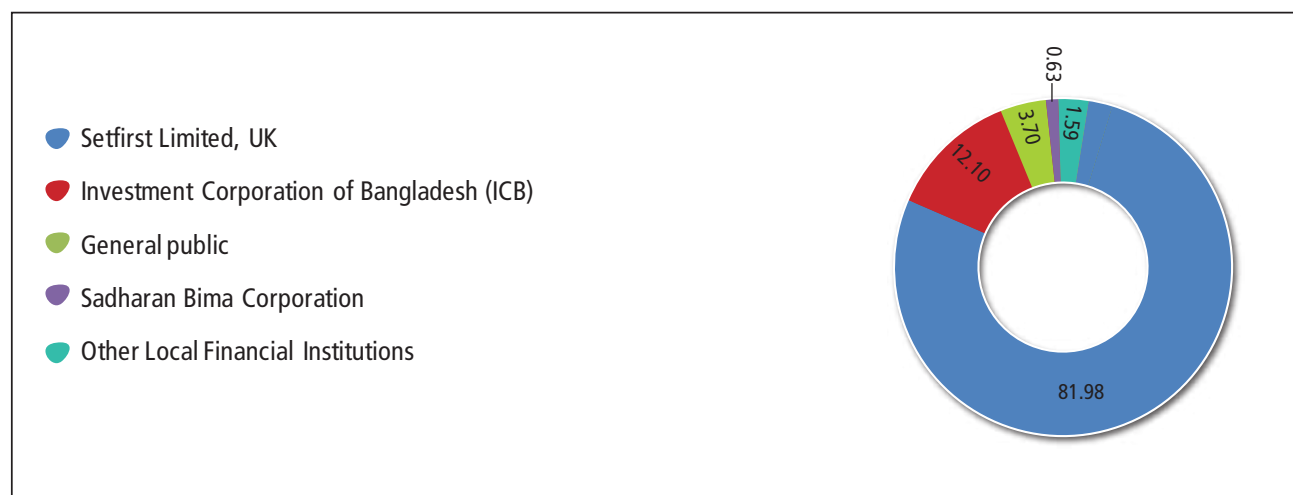 Setfirst Limited, UK
Investment Corporation of Bangladesh (ICB)
General public
Sadharan Bima Corporation
Other Local Financial Institutions
0.63
1.59
3.70
12.10
81.98